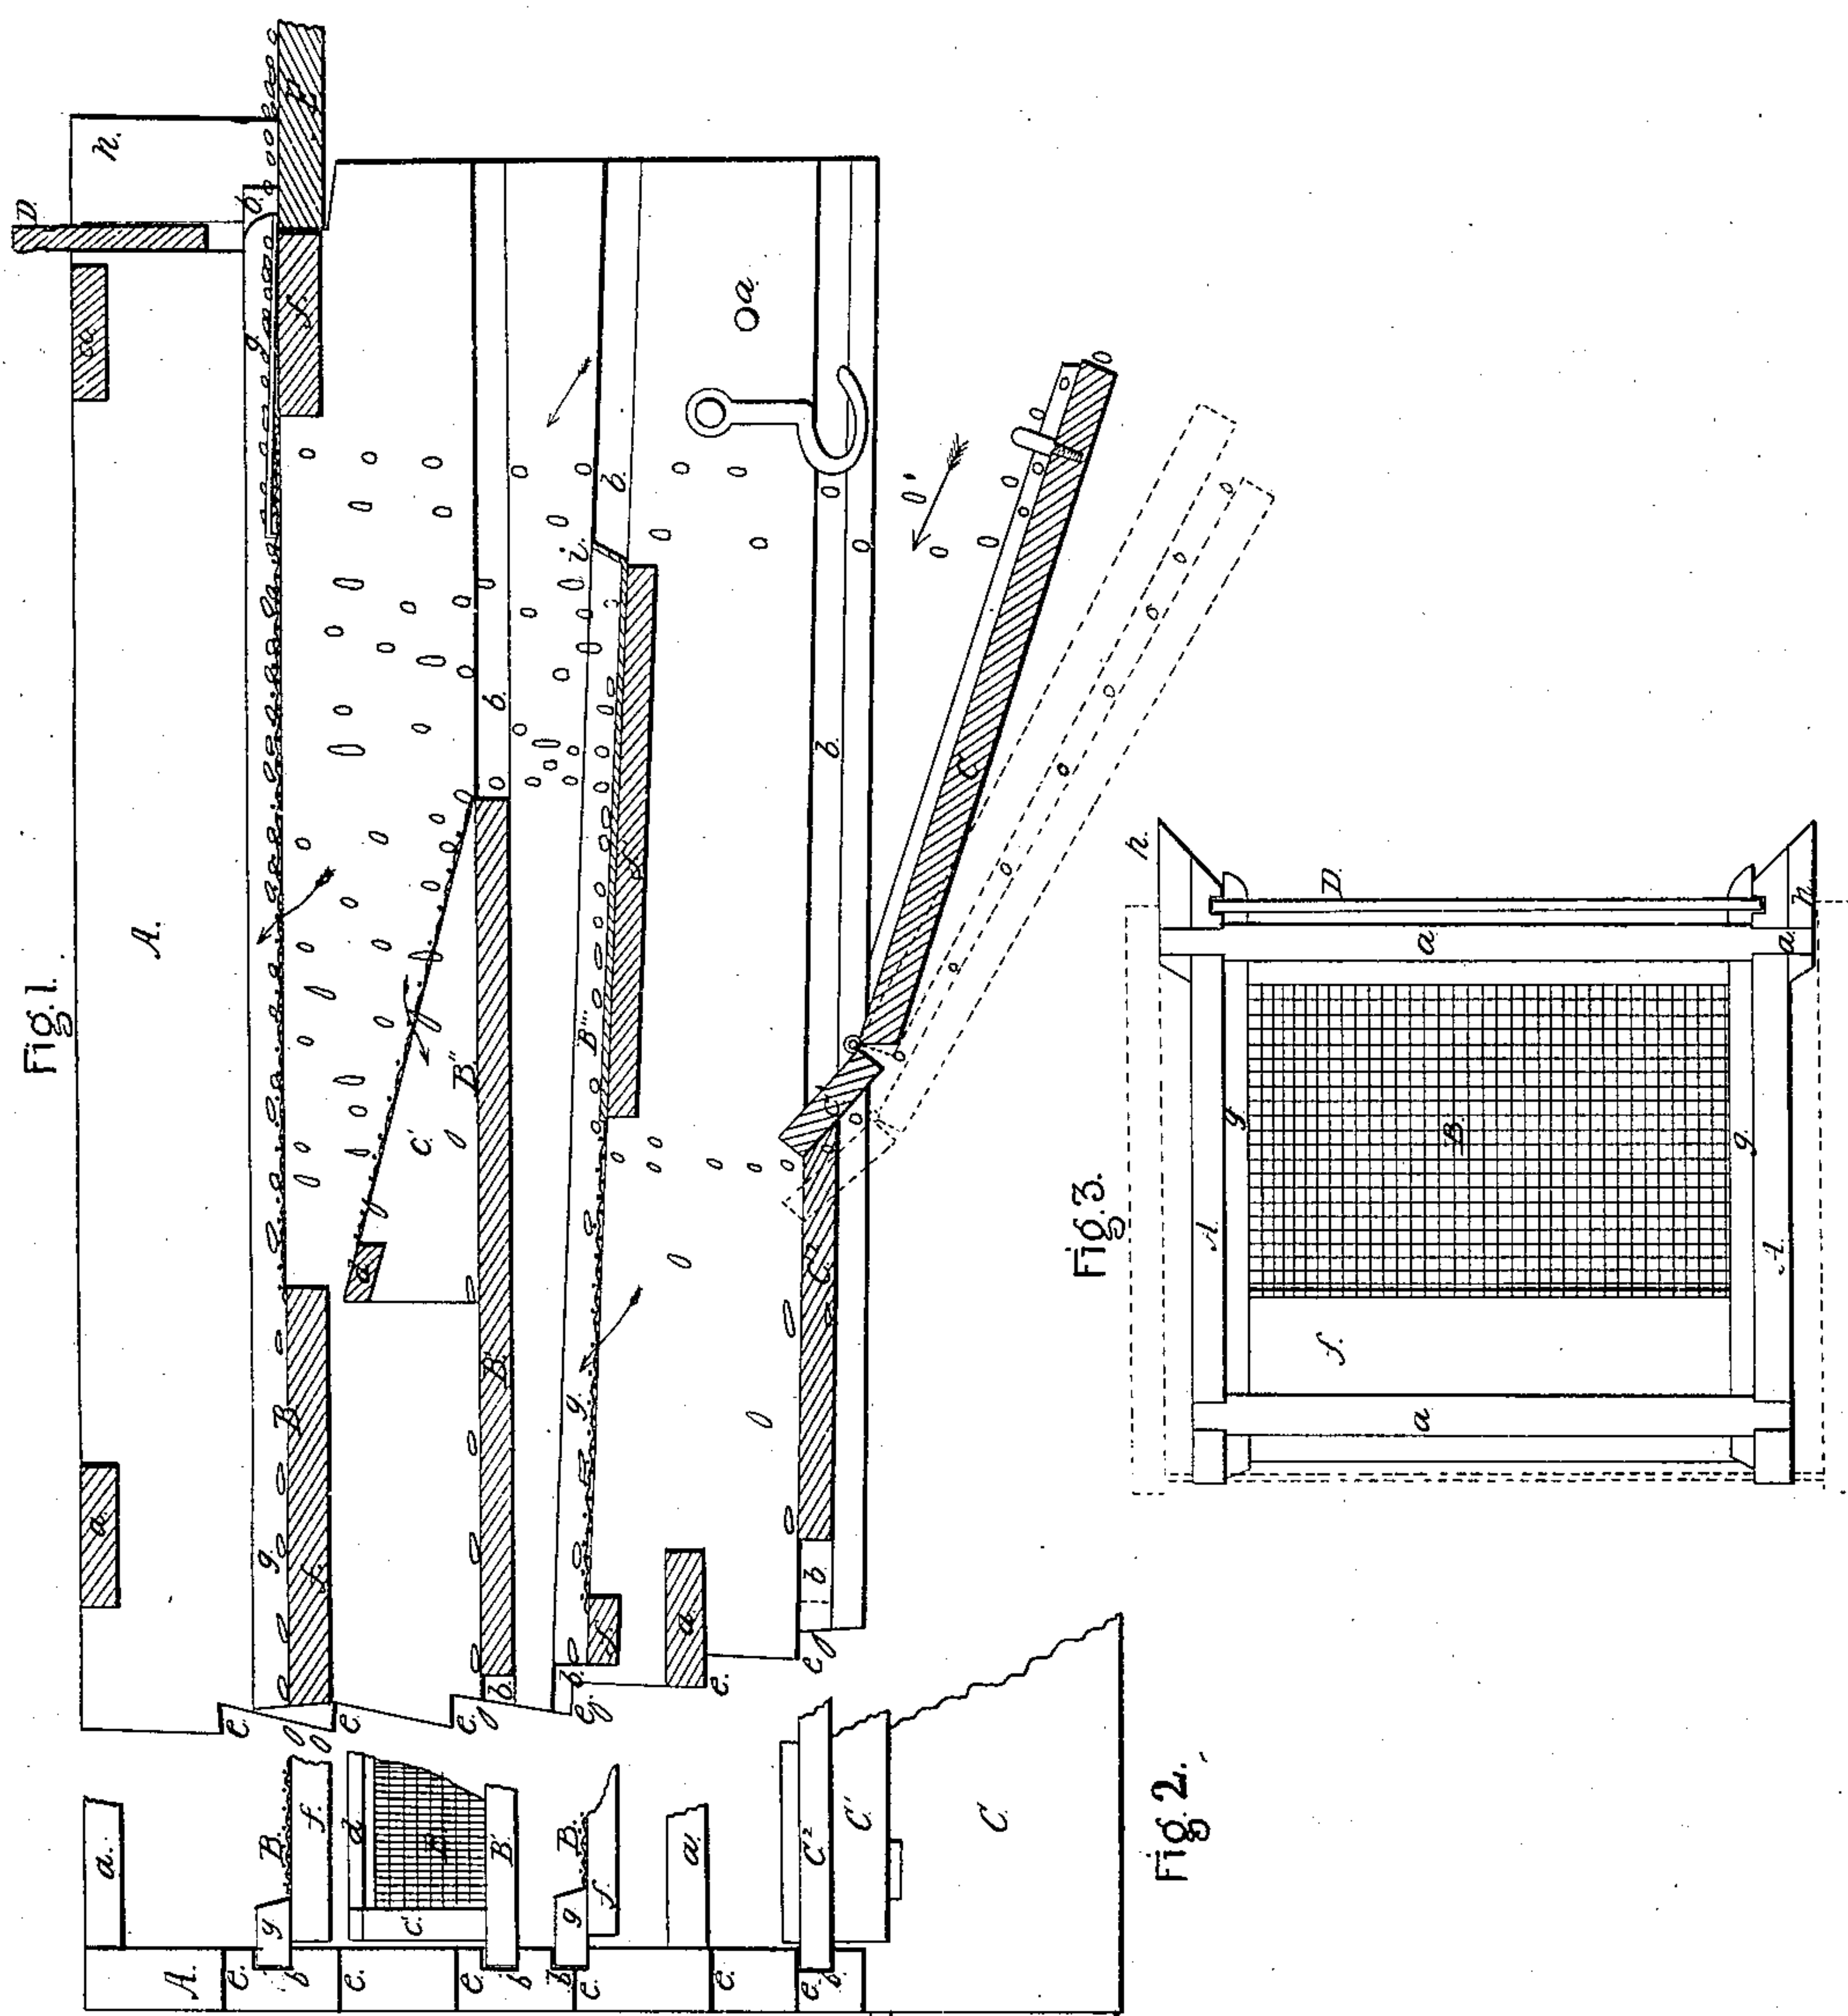 Fig.1.
D
n.
a
A.
b.
E
g
f
a
B
g
f
e.
e.
d
C'
B''
B'
b.
b.
e
i.
b.
B'''
g.
f
b.
e
a
e.
a
b.
O'
C
C'
C
b
e
Fig.2.
A.
a.
e.
g
B.
f
b
e.
d
B
C'
B'
e.
b
g
B.
f
b
e.
a
e.
C²
C'
e.
b
C
Fig.3.
h.
D.
a
g
A
B.
f.
g.
A
a
a
n